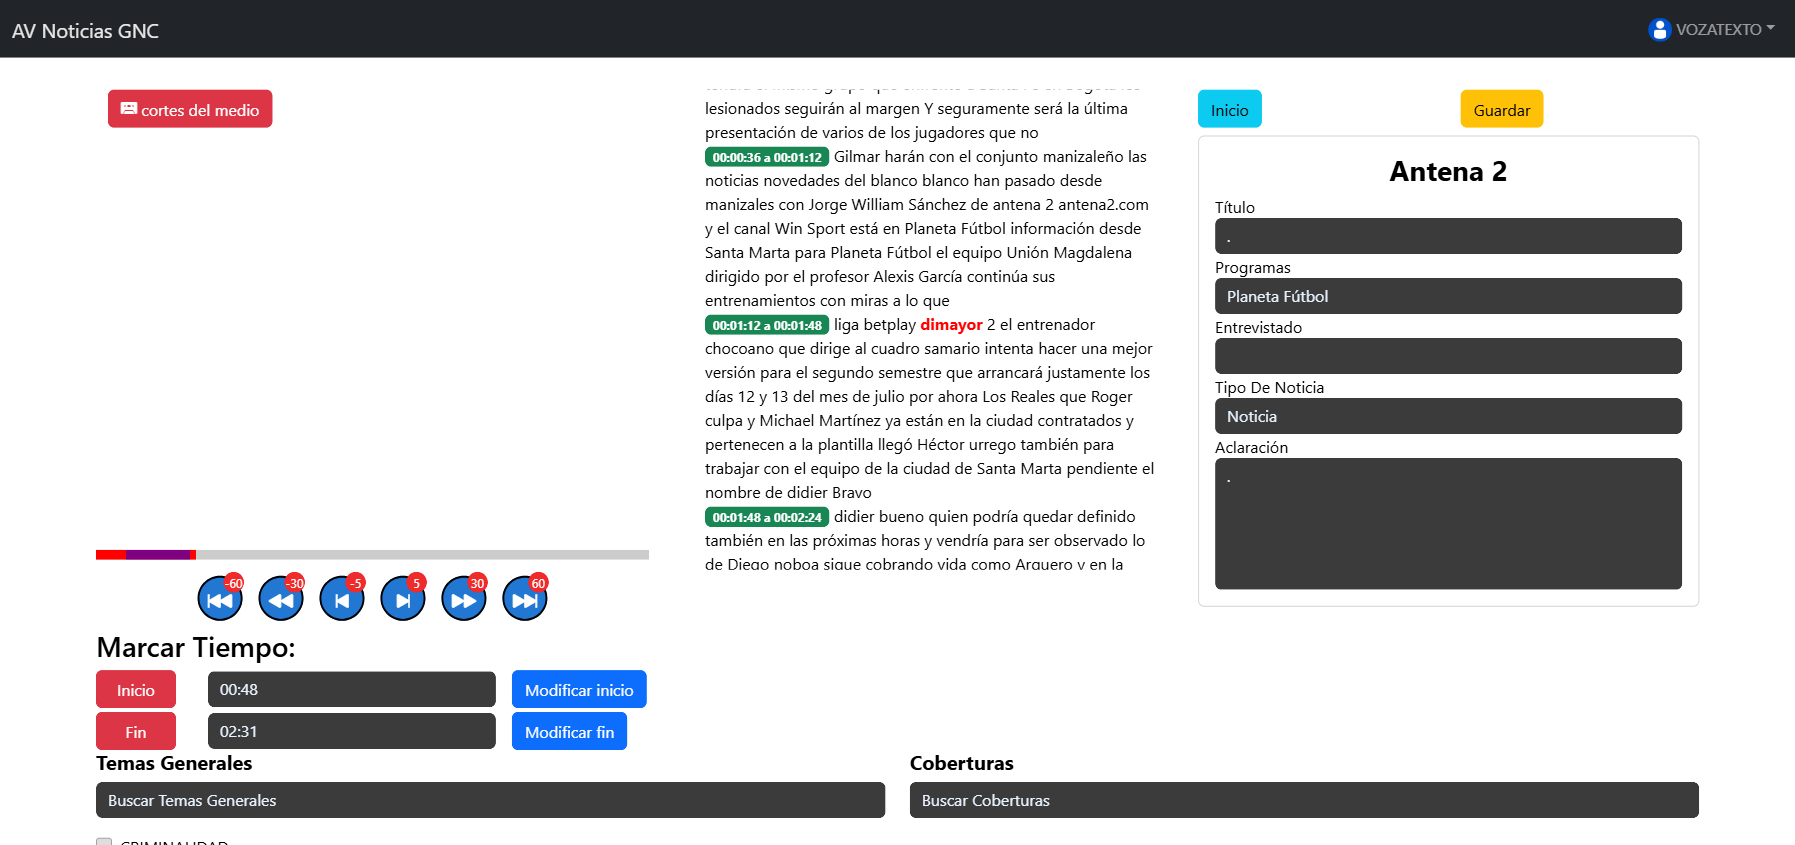 AV Noticias GNC
VOZATEXTO
cortes del medio
lesionados seguirán al margen Y seguramente será la última
presentación de varios de los jugadores que no
00:00:36 a 00:01:12 Gilmar harán con el conjunto manizaleño las
noticias novedades del blanco blanco han pasado desde
manizales con Jorge William Sánchez de antena 2 antena2.com
y el canal Win Sport está en Planeta Fútbol información desde
Santa Marta para Planeta Fútbol el equipo Unión Magdalena
dirigido por el profesor Alexis García continúa sus
entrenamientos con miras a lo que
00:01:12 a 00:01:48 liga betplay dimayor 2 el entrenador
chocoano que dirige al cuadro samario intenta hacer una mejor
versión para el segundo semestre que arrancará justamente los
días 12 y 13 del mes de julio por ahora Los Reales que Roger
culpa y Michael Martínez ya están en la ciudad contratados y
pertenecen a la plantilla llegó Héctor urrego también para
trabajar con el equipo de la ciudad de Santa Marta pendiente el
nombre de didier Bravo
00:01:48 a 00:02:24 didier bueno quien podría quedar definido
también en las próximas horas y vendría para ser observado lo
de Diego noboa sigue cobrando vida como Arquero y en la
Inicio
Guardar
Antena 2
Título
.
Programas
Planeta Fútbol
Entrevistado
Tipo De Noticia
Noticia
Aclaración
.
-60
-30
-5
5
30
60
Marcar Tiempo:
Inicio
00:48
Modificar inicio
Fin
02:31
Modificar fin
Temas Generales
Buscar Temas Generales
Coberturas
Buscar Coberturas
CRIMINALIDAD